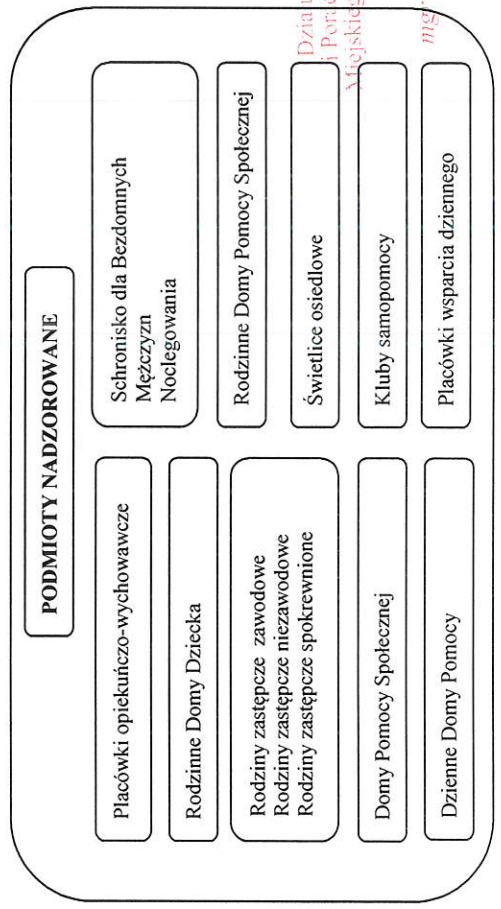 PODMIOTY NADZOROWANE
Placówki opiekuńczo-wychowawcze
Rodzinne Domy Dziecka
Rodziny zastępcze zawodowe
Rodziny zastępcze niezawodowe
Rodziny zastępcze spokrewnione
Domy Pomocy Społecznej
Dzienne Domy Pomocy
Schronisko dla Bezdomnych
Mężczyzn
Noclegowania
Rodzinne Domy Pomocy Społecznej
Świetlice osiedlowe
Kluby samopomocy
Placówki wsparcia dziennego
mgr